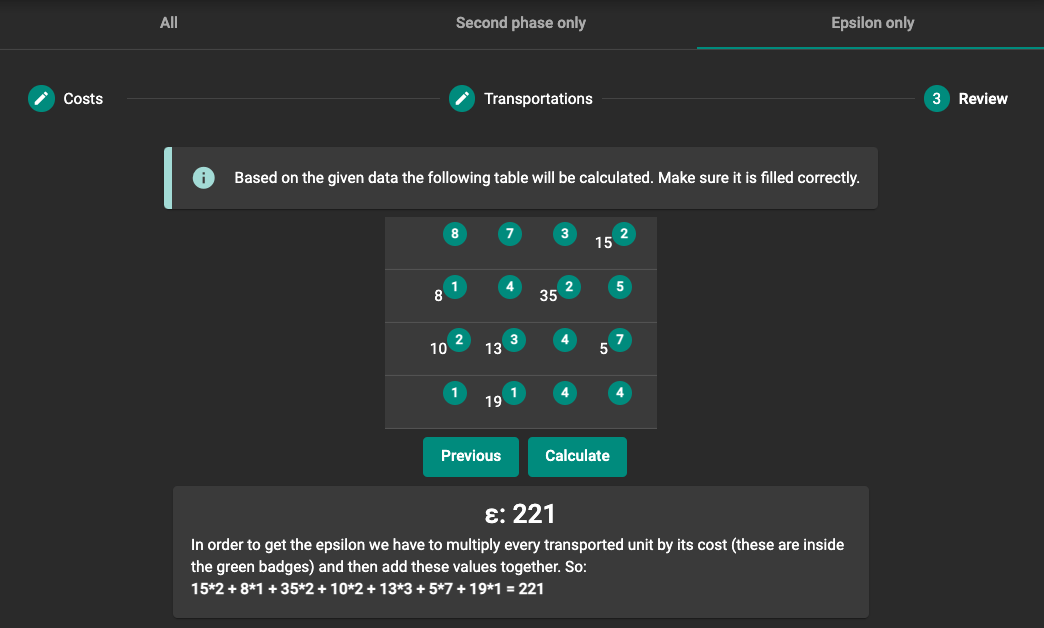 All Second phase only Epsilon only
Costs Transportations 3 Review
Based on the given data the following table will be calculated. Make sure it is filled correctly.
8 7 3 15 2
8 1 4 35 2 5
10 2 13 3 4 5 7
1 19 1 4 4
Previous Calculate
ε: 221
In order to get the epsilon we have to multiply every transported unit by its cost (these are inside
the green badges) and then add these values together. So:
15*2 + 8*1 + 35*2 + 10*2 + 13*3 + 5*7 + 19*1 = 221